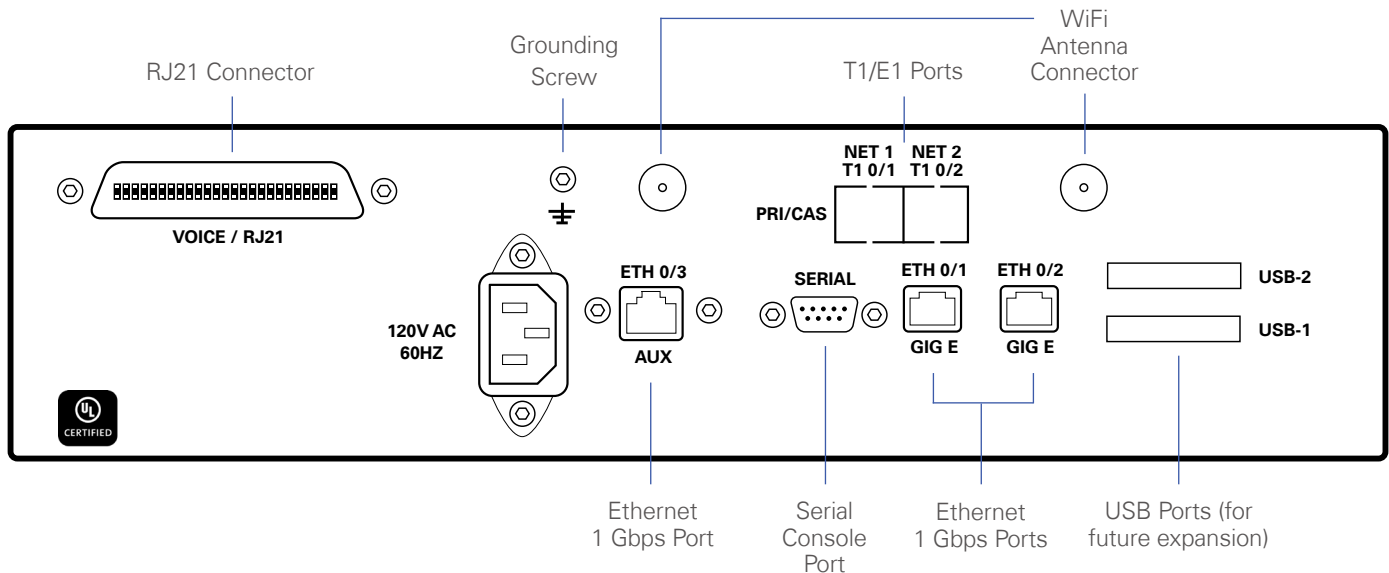 WiFi
Antenna
Connector
Grounding
Screw
RJ21 Connector
T1/E1 Ports
NET 1 NET 2
T1 0/1 T1 0/2
PRI/CAS
VOICE / RJ21
ETH 0/3
SERIAL
ETH 0/1
ETH 0/2
USB-2
120V AC
60HZ
USB-1
AUX
GIG E
GIG E
UL
CERTIFIED
Ethernet
1 Gbps Port
Serial
Console
Port
Ethernet
1 Gbps Ports
USB Ports (for
future expansion)